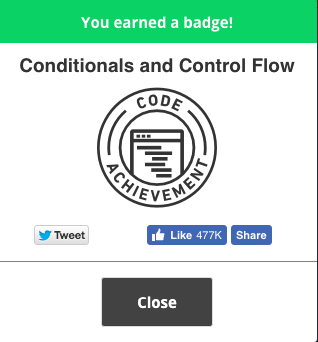 You earned a badge!
Conditionals and Control Flow
CODE
ACHIEVEMENT
Tweet
Like 477K Share
Close